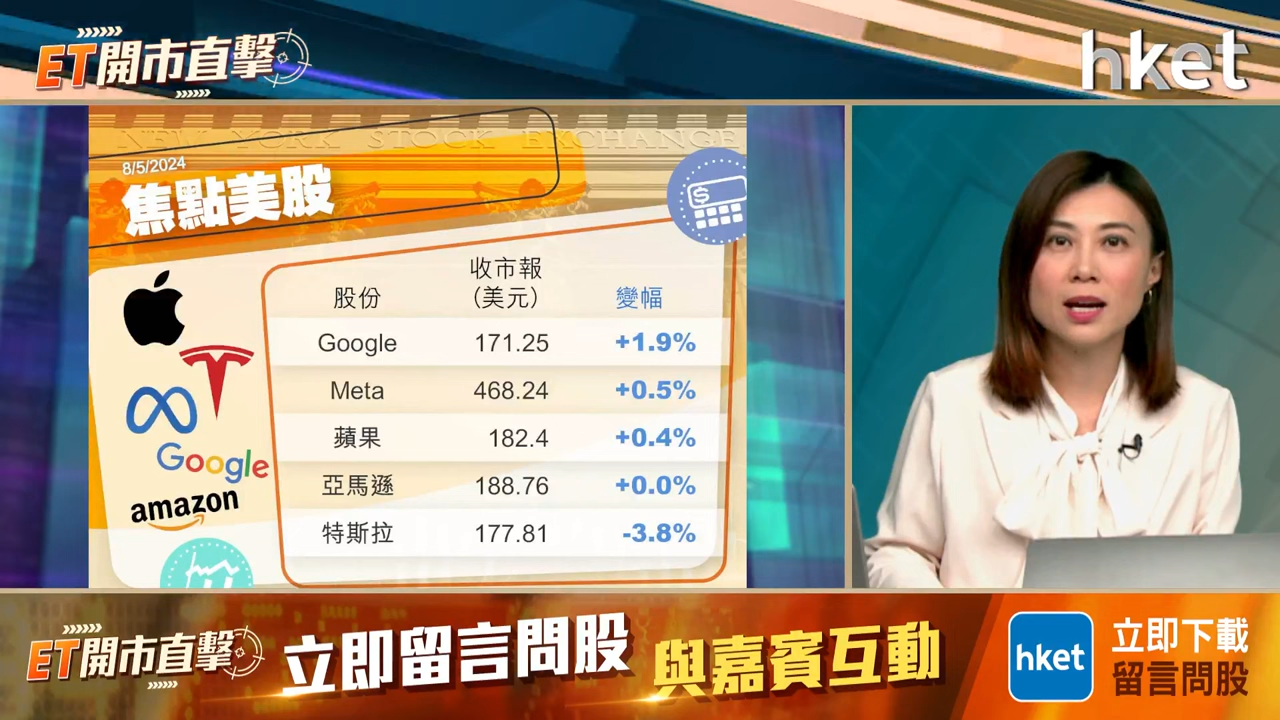 ET開市直擊
hket
NEW YORK STOCK EXCHANGE
8/5/2024
焦點美股
股份 收市報(美元) 變幅
Google 171.25 +1.9%
Meta 468.24 +0.5%
蘋果 182.4 +0.4%
亞馬遜 188.76 +0.0%
特斯拉 177.81 -3.8%
Google
amazon
ET開市直擊
立即留言問股 與嘉賓互動
hket
立即下載
留言問股